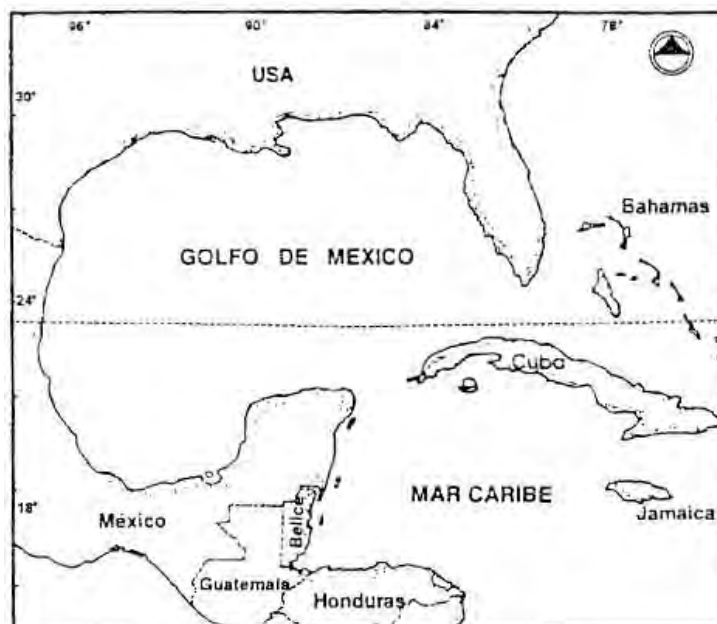 96° 90° 84° 78°
USA
30°
Bahamas
GOLFO DE MEXICO
24°
Cuba
MAR CARIBE
18°
México
Belice
Jamaica
Guatemala
Honduras